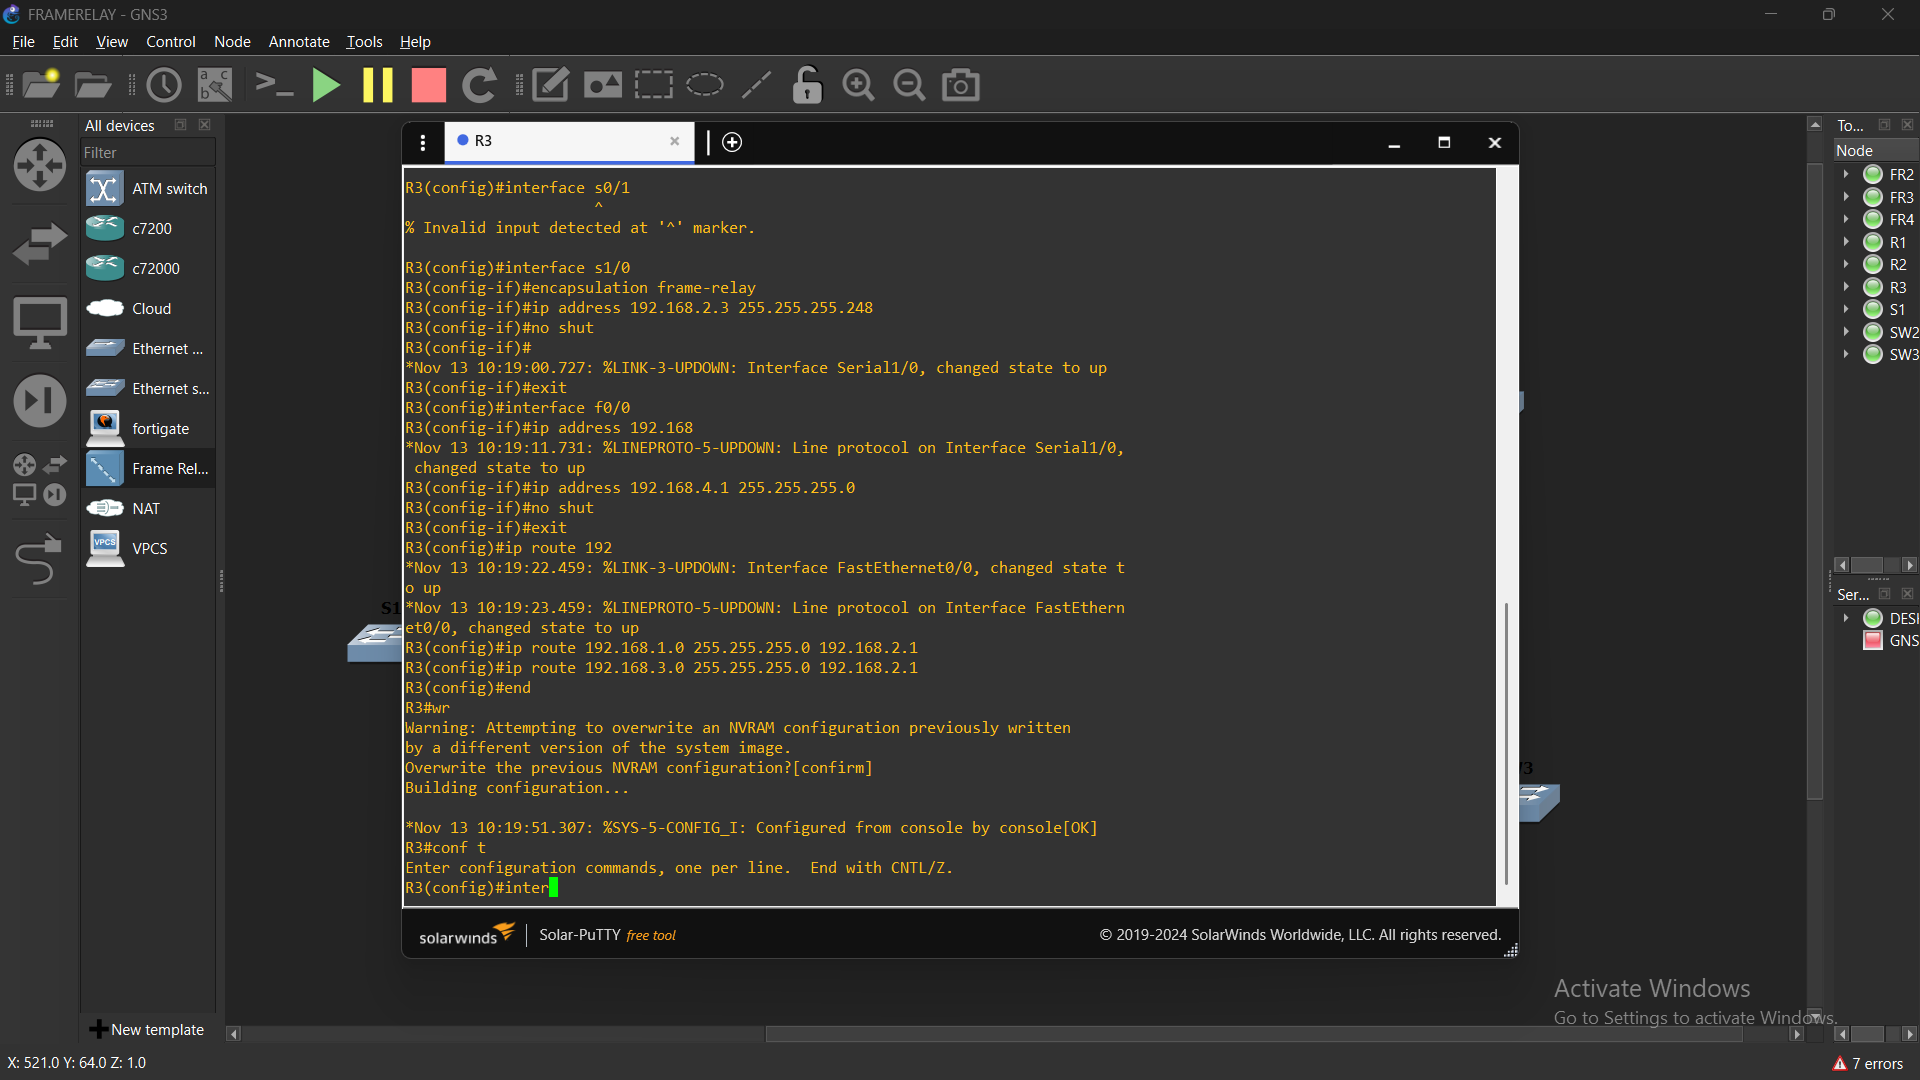 FRAMERELAY - GNS3
File Edit View Control Node Annotate Tools Help
All devices
Filter
ATM switch
c7200
c72000
Cloud
Ethernet ...
Ethernet s...
fortigate
Frame Rel...
NAT
VPCS
New template
S1
R3
R3(config)#interface s0/1
^
% Invalid input detected at '^' marker.
R3(config)#interface s1/0
R3(config-if)#encapsulation frame-relay
R3(config-if)#ip address 192.168.2.3 255.255.255.248
R3(config-if)#no shut
R3(config-if)#
*Nov 13 10:19:00.727: %LINK-3-UPDOWN: Interface Serial1/0, changed state to up
R3(config-if)#exit
R3(config)#interface f0/0
R3(config-if)#ip address 192.168
*Nov 13 10:19:11.731: %LINEPROTO-5-UPDOWN: Line protocol on Interface Serial1/0,
changed state to up
R3(config-if)#ip address 192.168.4.1 255.255.255.0
R3(config-if)#no shut
R3(config-if)#exit
R3(config)#ip route 192
*Nov 13 10:19:22.459: %LINK-3-UPDOWN: Interface FastEthernet0/0, changed state t
o up
*Nov 13 10:19:23.459: %LINEPROTO-5-UPDOWN: Line protocol on Interface FastEthern
et0/0, changed state to up
R3(config)#ip route 192.168.1.0 255.255.255.0 192.168.2.1
R3(config)#ip route 192.168.3.0 255.255.255.0 192.168.2.1
R3(config)#end
R3#wr
Warning: Attempting to overwrite an NVRAM configuration previously written
by a different version of the system image.
Overwrite the previous NVRAM configuration?[confirm]
Building configuration...
*Nov 13 10:19:51.307: %SYS-5-CONFIG_I: Configured from console by console[OK]
R3#conf t
Enter configuration commands, one per line.  End with CNTL/Z.
R3(config)#inter
solarwinds Solar-PuTTY free tool © 2019-2024 SolarWinds Worldwide, LLC. All rights reserved.
To...
Node
FR2
FR3
FR4
R1
R2
R3
S1
SW2
SW3
Ser...
DESI
GNS
Activate Windows
Go to Settings to activate Windows.
X: 521.0 Y: 64.0 Z: 1.0
7 errors